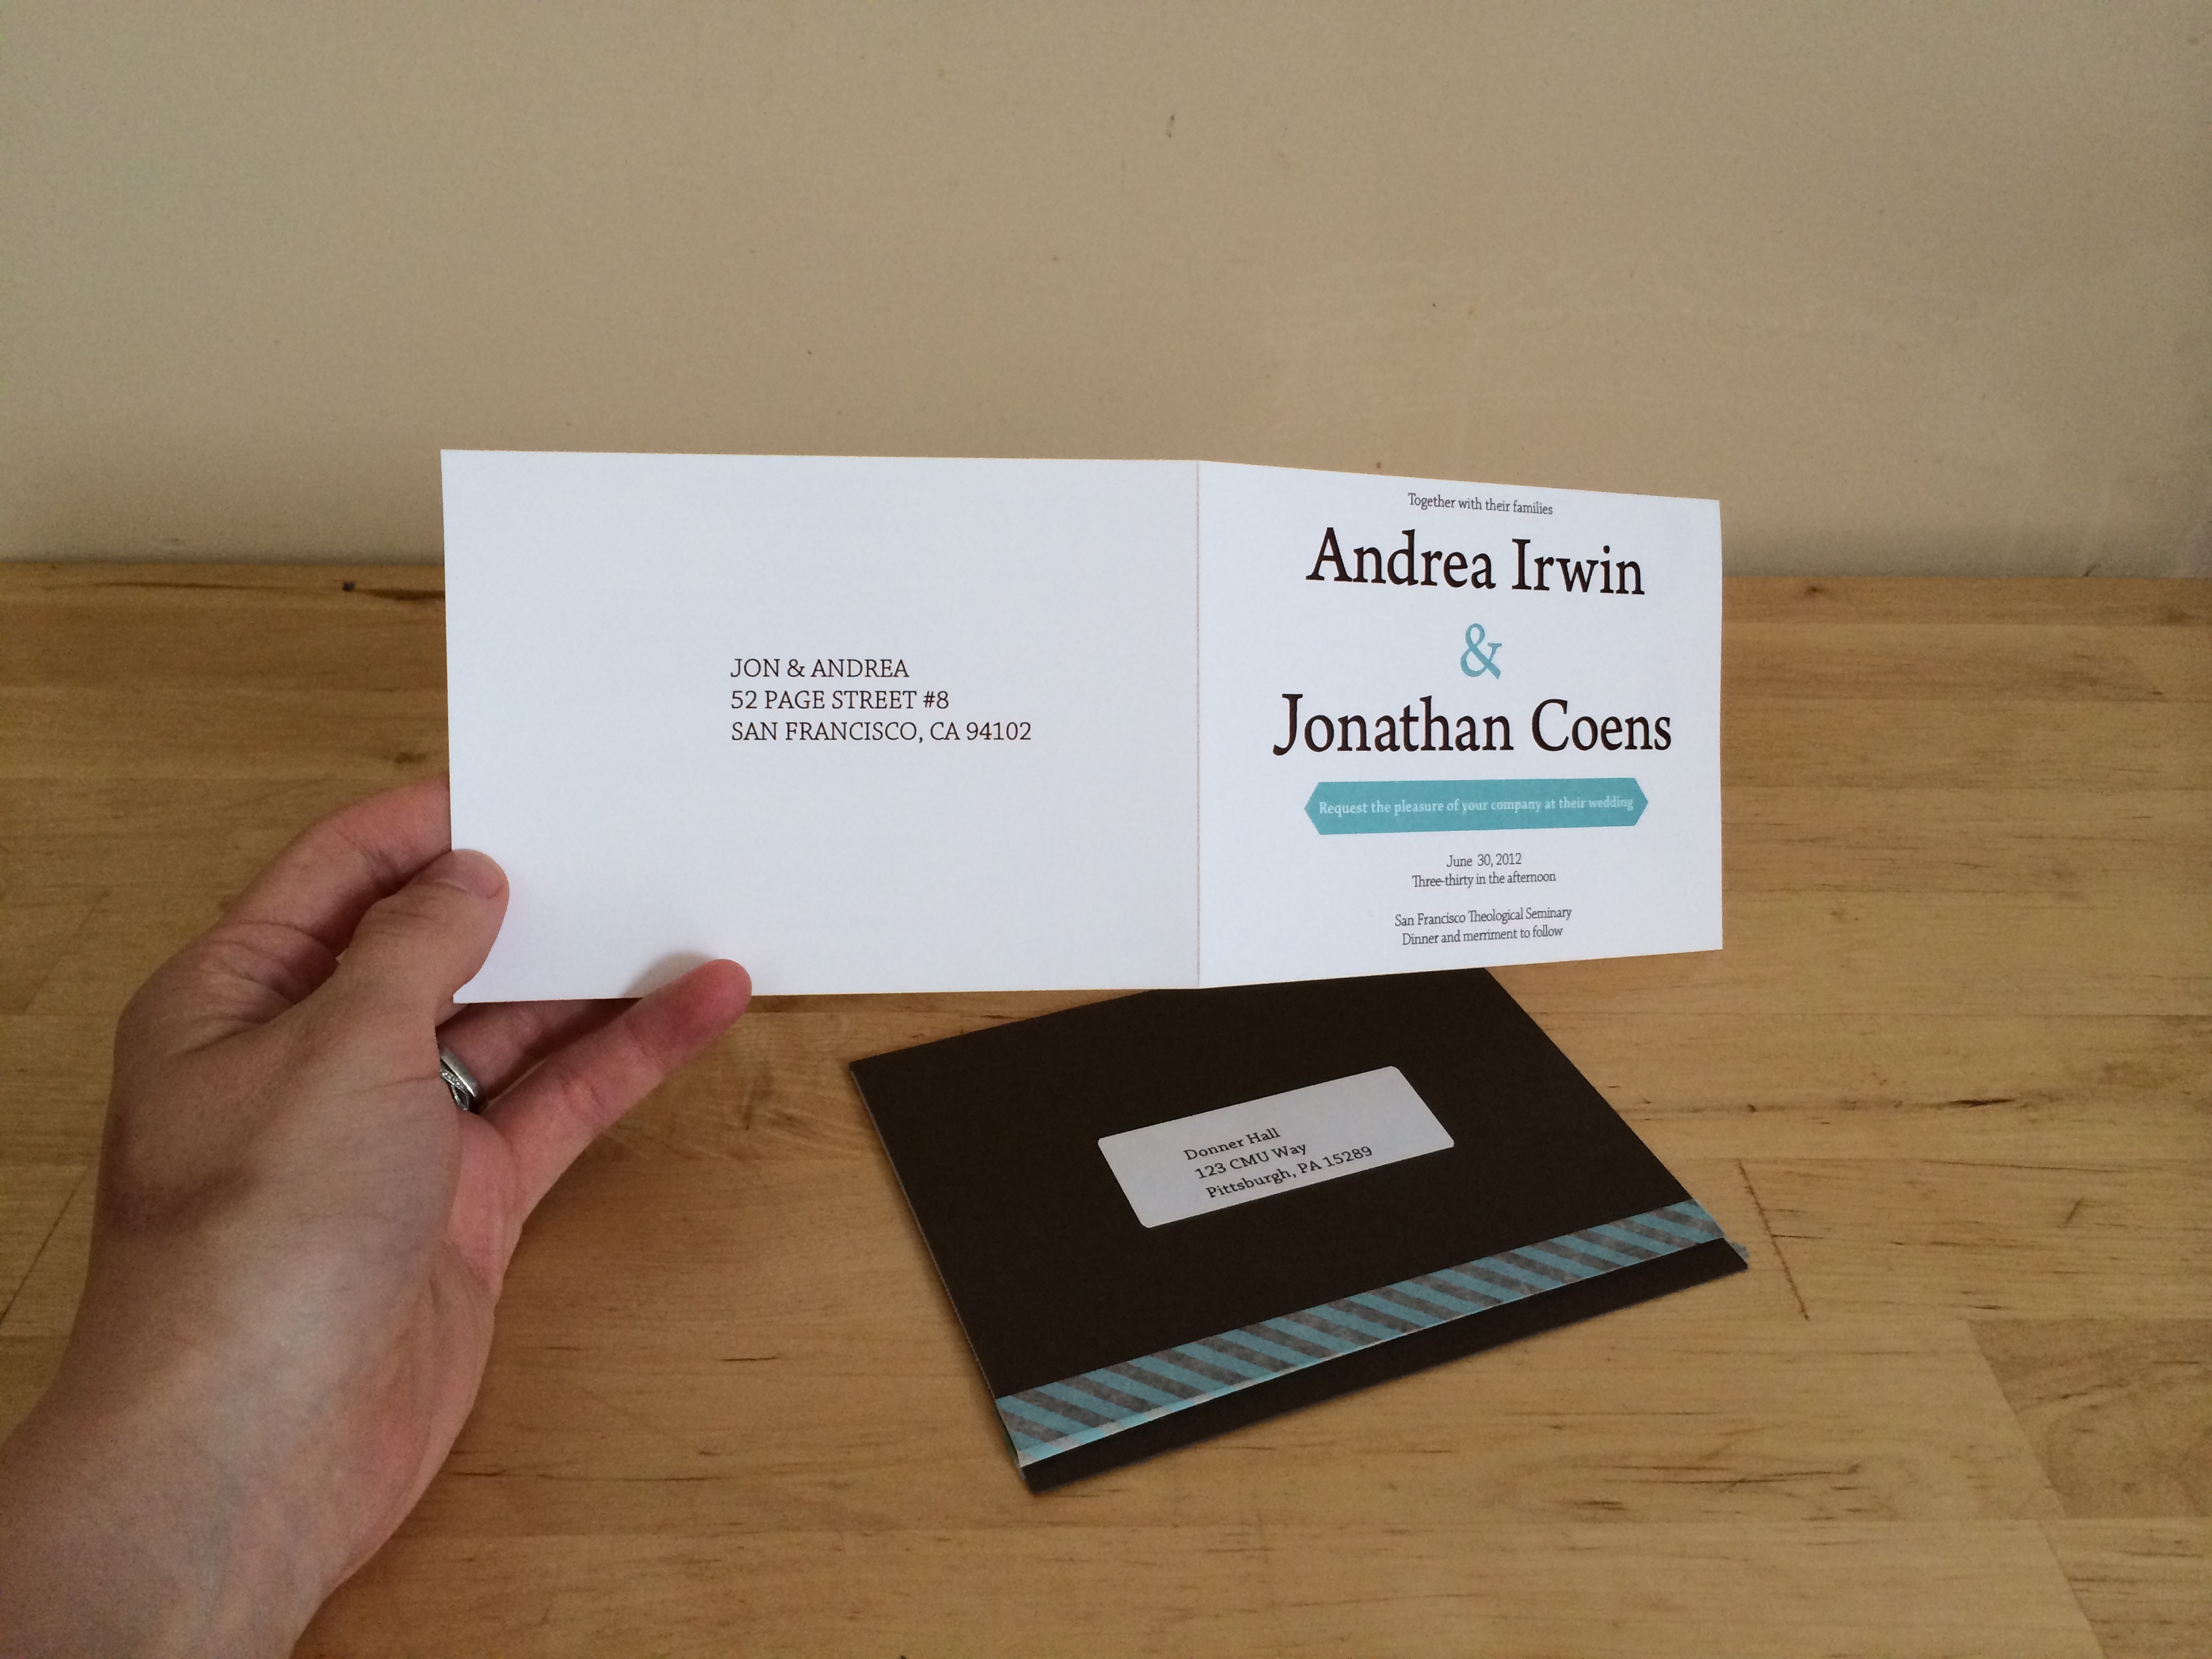 JON & ANDREA
52 PAGE STREET #8
SAN FRANCISCO, CA 94102
Together with their families
Andrea Irwin
&
Jonathan Coens
Request the pleasure of your company at their wedding
June 30, 2012
Three-thirty in the afternoon
San Francisco Theological Seminary
Dinner and merriment to follow
Donner Hall
123 CMU Way
Pittsburgh, PA 15289